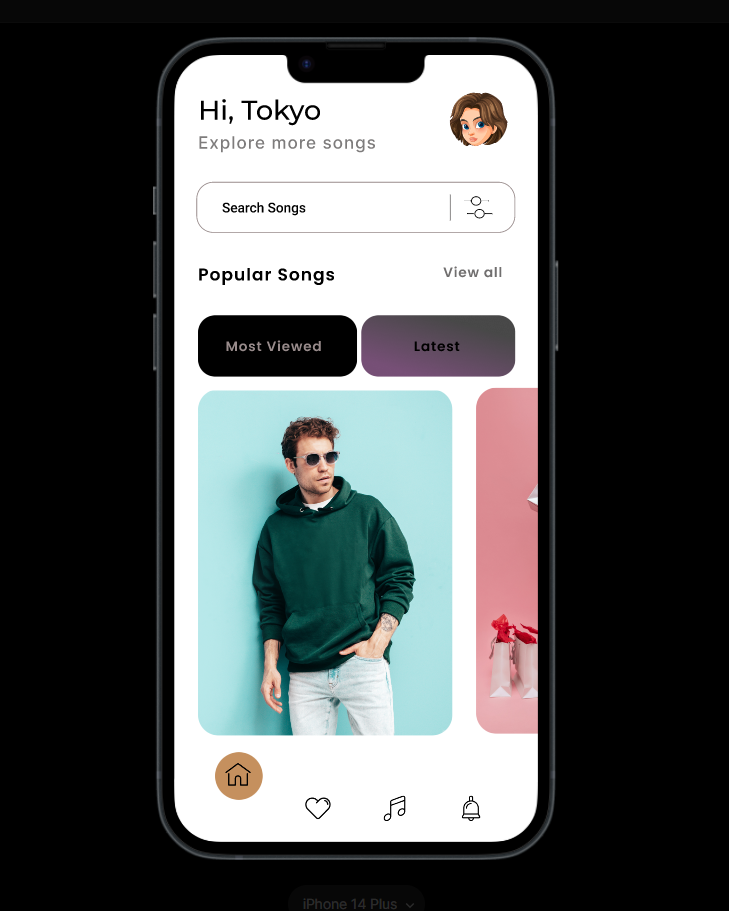 Hi, Tokyo
Explore more songs
Search Songs
Popular Songs
View all
Most Viewed
Latest
iPhone 14 Plus